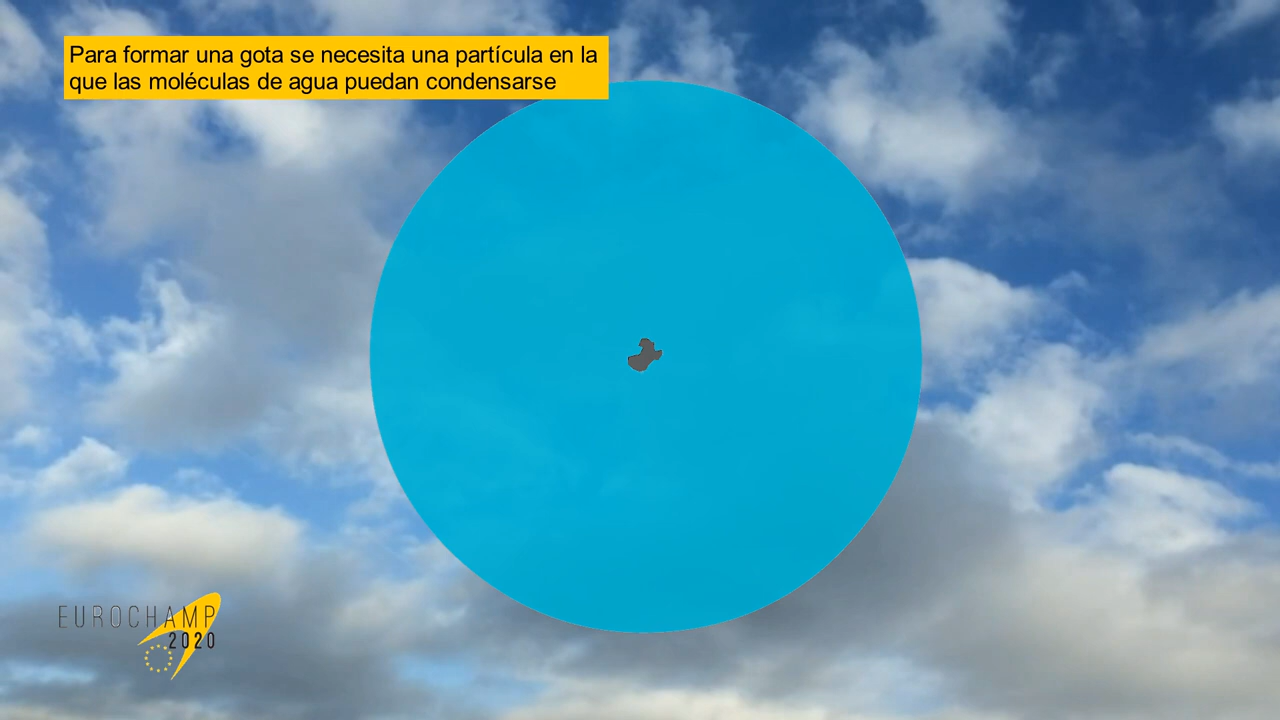 Para formar una gota se necesita una partícula en la
que las moléculas de agua puedan condensarse
EUROCHAMP
2020